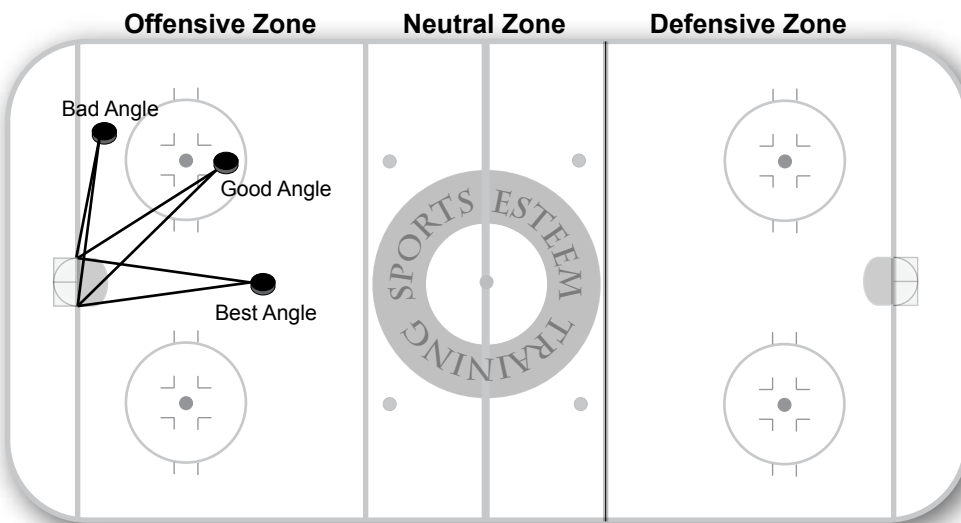 Offensive Zone Neutral Zone Defensive Zone
Bad Angle
Good Angle
Best Angle
SPORTS ESTEEM TRAINING